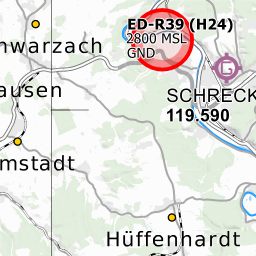 ED-R39 (H24)
2800 MSL
GND
hwarzach
ausen
SCHRECK
119.590
mstadt
Hüffenhardt